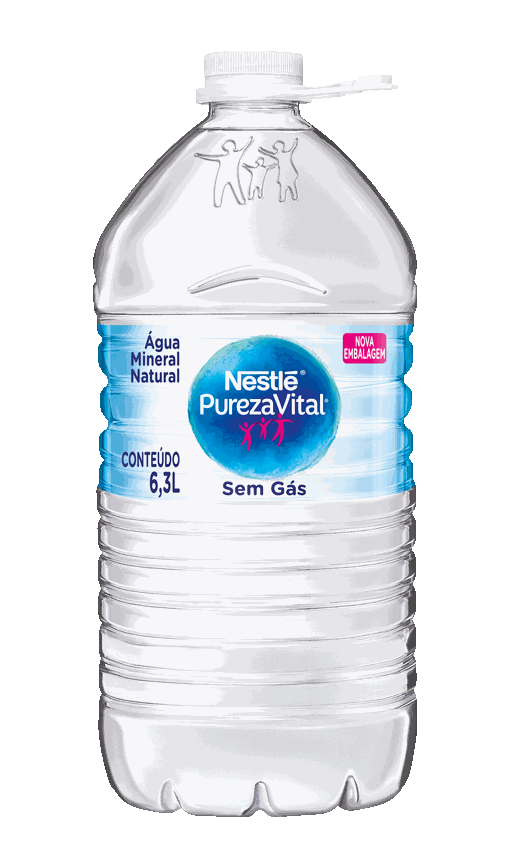 Água
Mineral
Natural
NOVA
EMBALAGEM
Nestlé®
PurezaVital®
CONTEÚDO
6,3L
Sem Gás